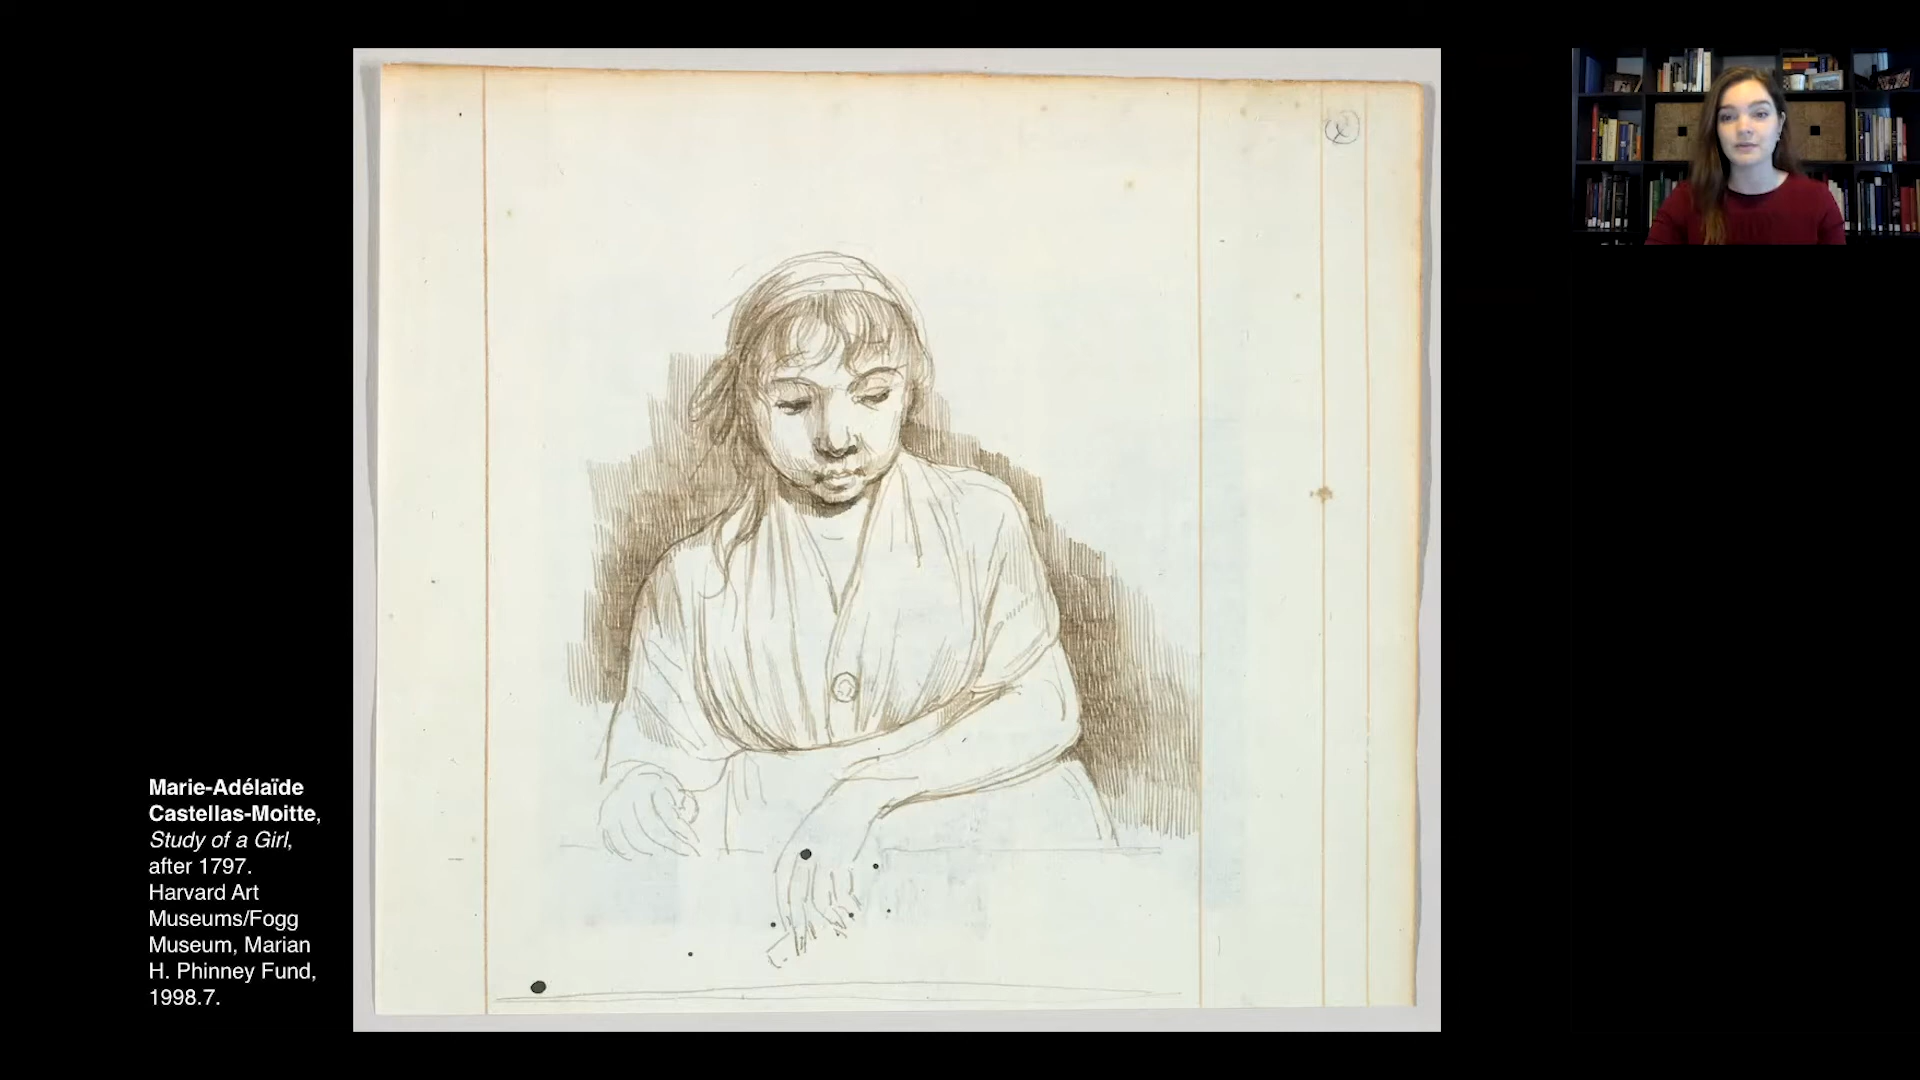 Marie-Adélaïde
Castellas-Moitte,
Study of a Girl,
after 1797.
Harvard Art
Museums/Fogg
Museum, Marian
H. Phinney Fund,
1998.7.